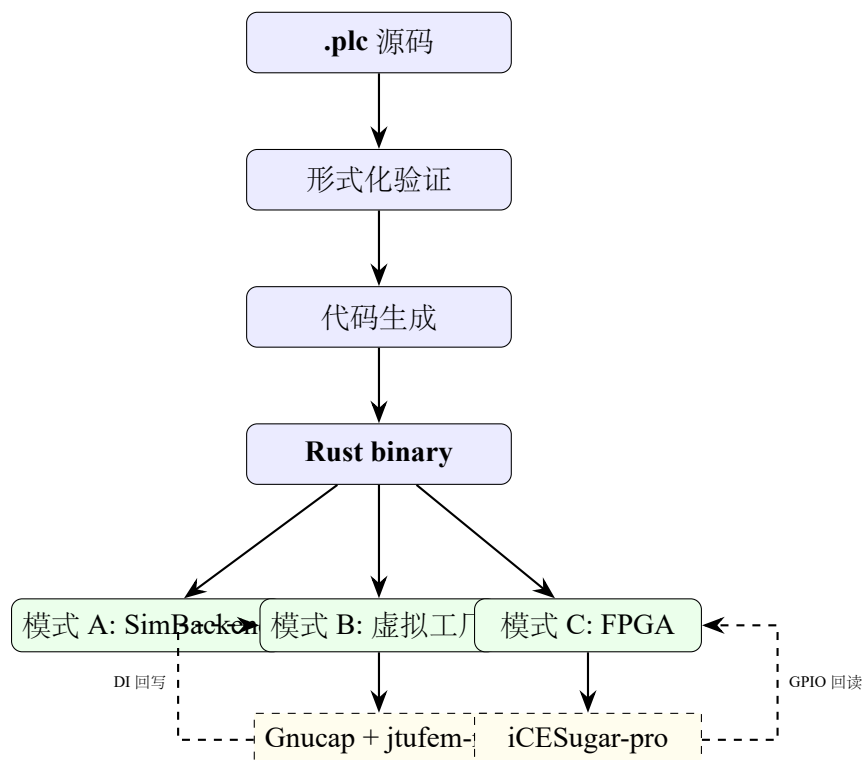 .plc 源码
形式化验证
代码生成
Rust binary
模式 A: SimBacken
模式 B: 虚拟工厂
模式 C: FPGA
DI 回写
GPIO 回读
Gnucap + jtufem-
iCESugar-pro